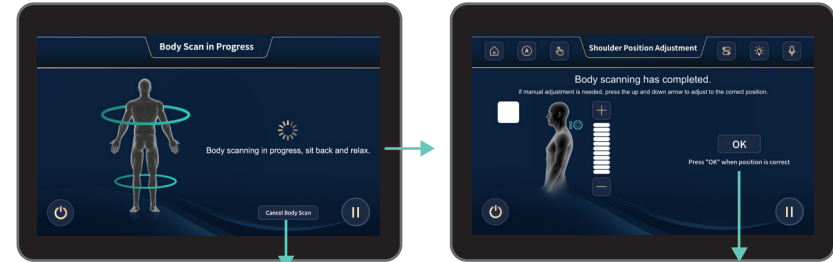 Body Scan in Progress
Body scanning in progress, sit back and relax.
Cancel Body Scan
Shoulder Position Adjustment
Body scanning has completed.
If manual adjustment is needed, press the up and down arrow to adjust to the correct position.
OK
Press "OK" when position is correct